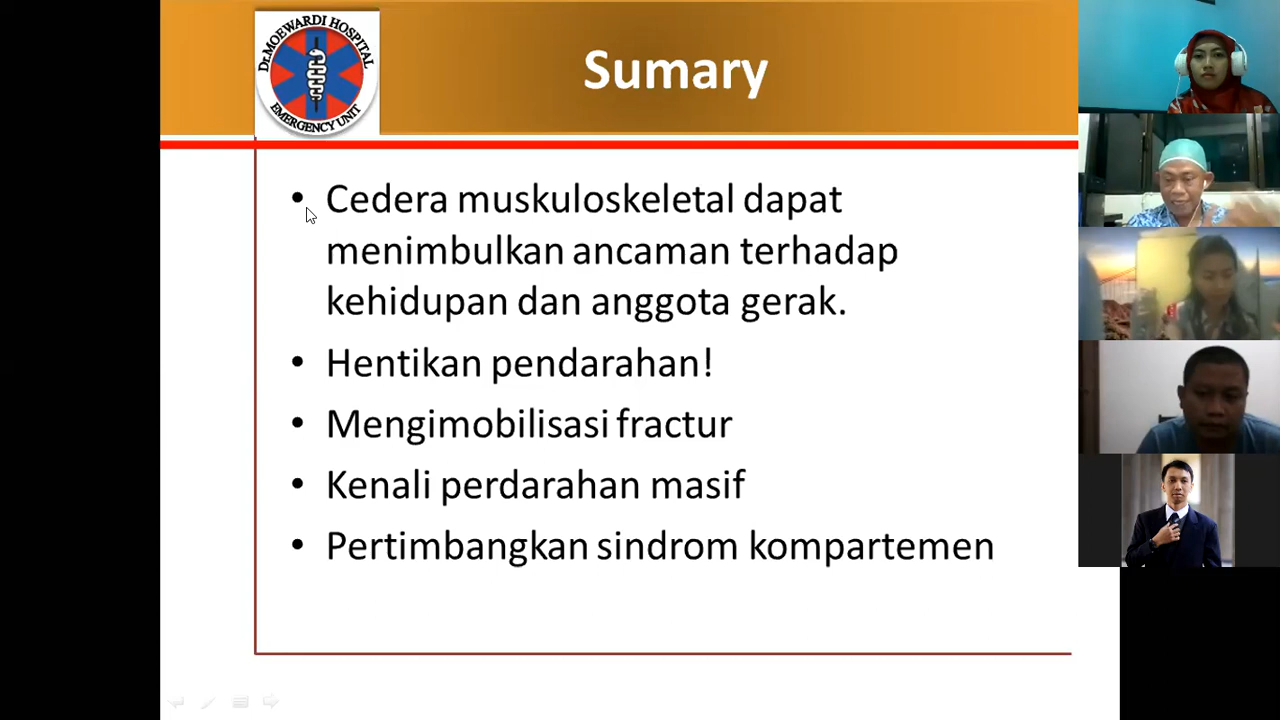 Dr.MOEWARDI HOSPITAL
EMERGENCY UNIT
Sumary
• Cedera muskuloskeletal dapat
menimbulkan ancaman terhadap
kehidupan dan anggota gerak.
• Hentikan pendarahan!
• Mengimobilisasi fractur
• Kenali perdarahan masif
• Pertimbangkan sindrom kompartemen